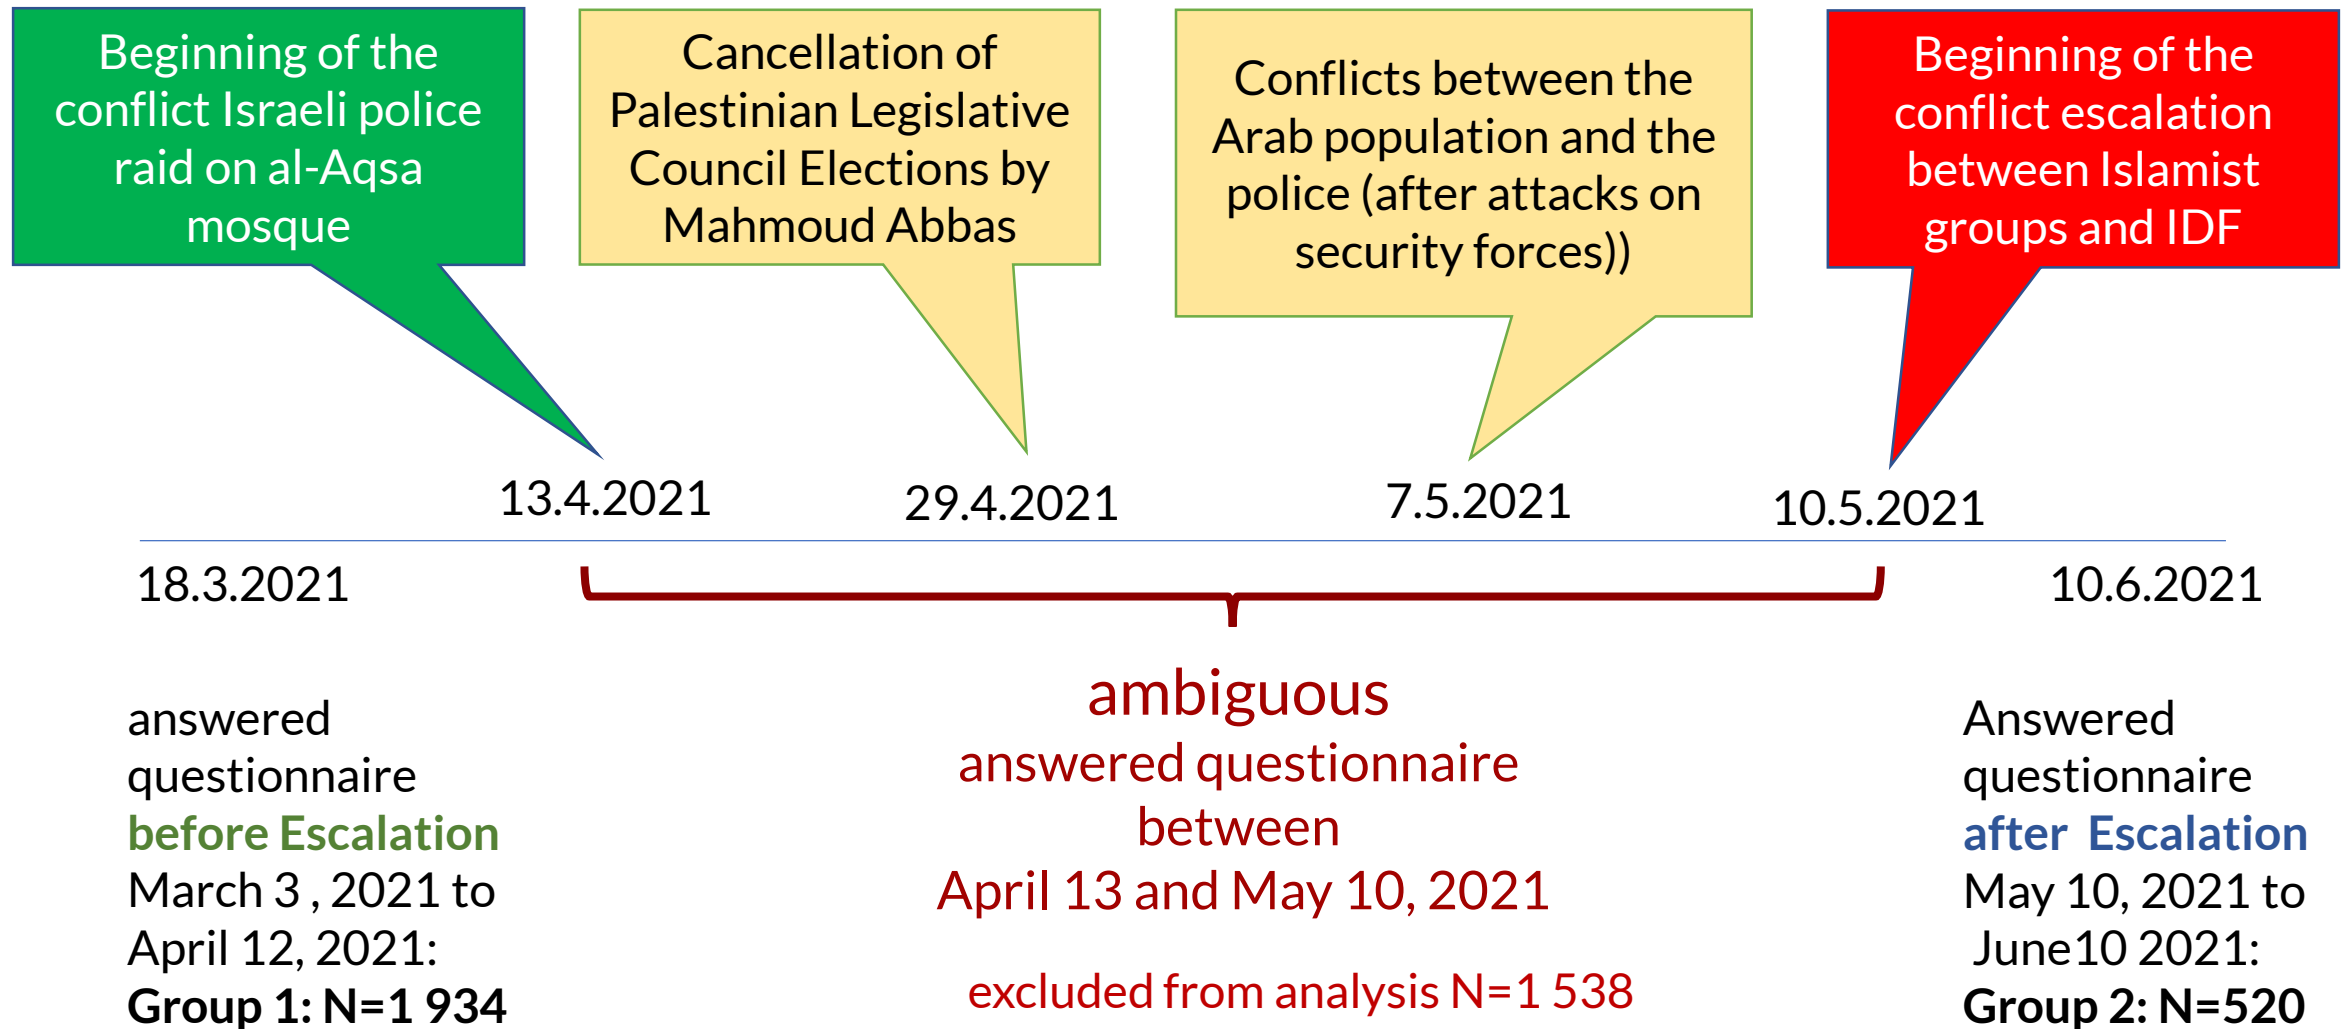 Beginning of the
conflict Israeli police
raid on al-Aqsa
mosque
Cancellation of
Palestinian Legislative
Council Elections by
Mahmoud Abbas
Conflicts between the
Arab population and the
police (after attacks on
security forces))
Beginning of the
conflict escalation
between Islamist
groups and IDF
13.4.2021
29.4.2021
7.5.2021
10.5.2021
18.3.2021
10.6.2021
answered
questionnaire
before Escalation
March 3 , 2021 to
April 12, 2021:
Group 1: N=1 934
ambiguous
answered questionnaire
between
April 13 and May 10, 2021
excluded from analysis N=1 538
Answered
questionnaire
after Escalation
May 10, 2021 to
June10 2021:
Group 2: N=520